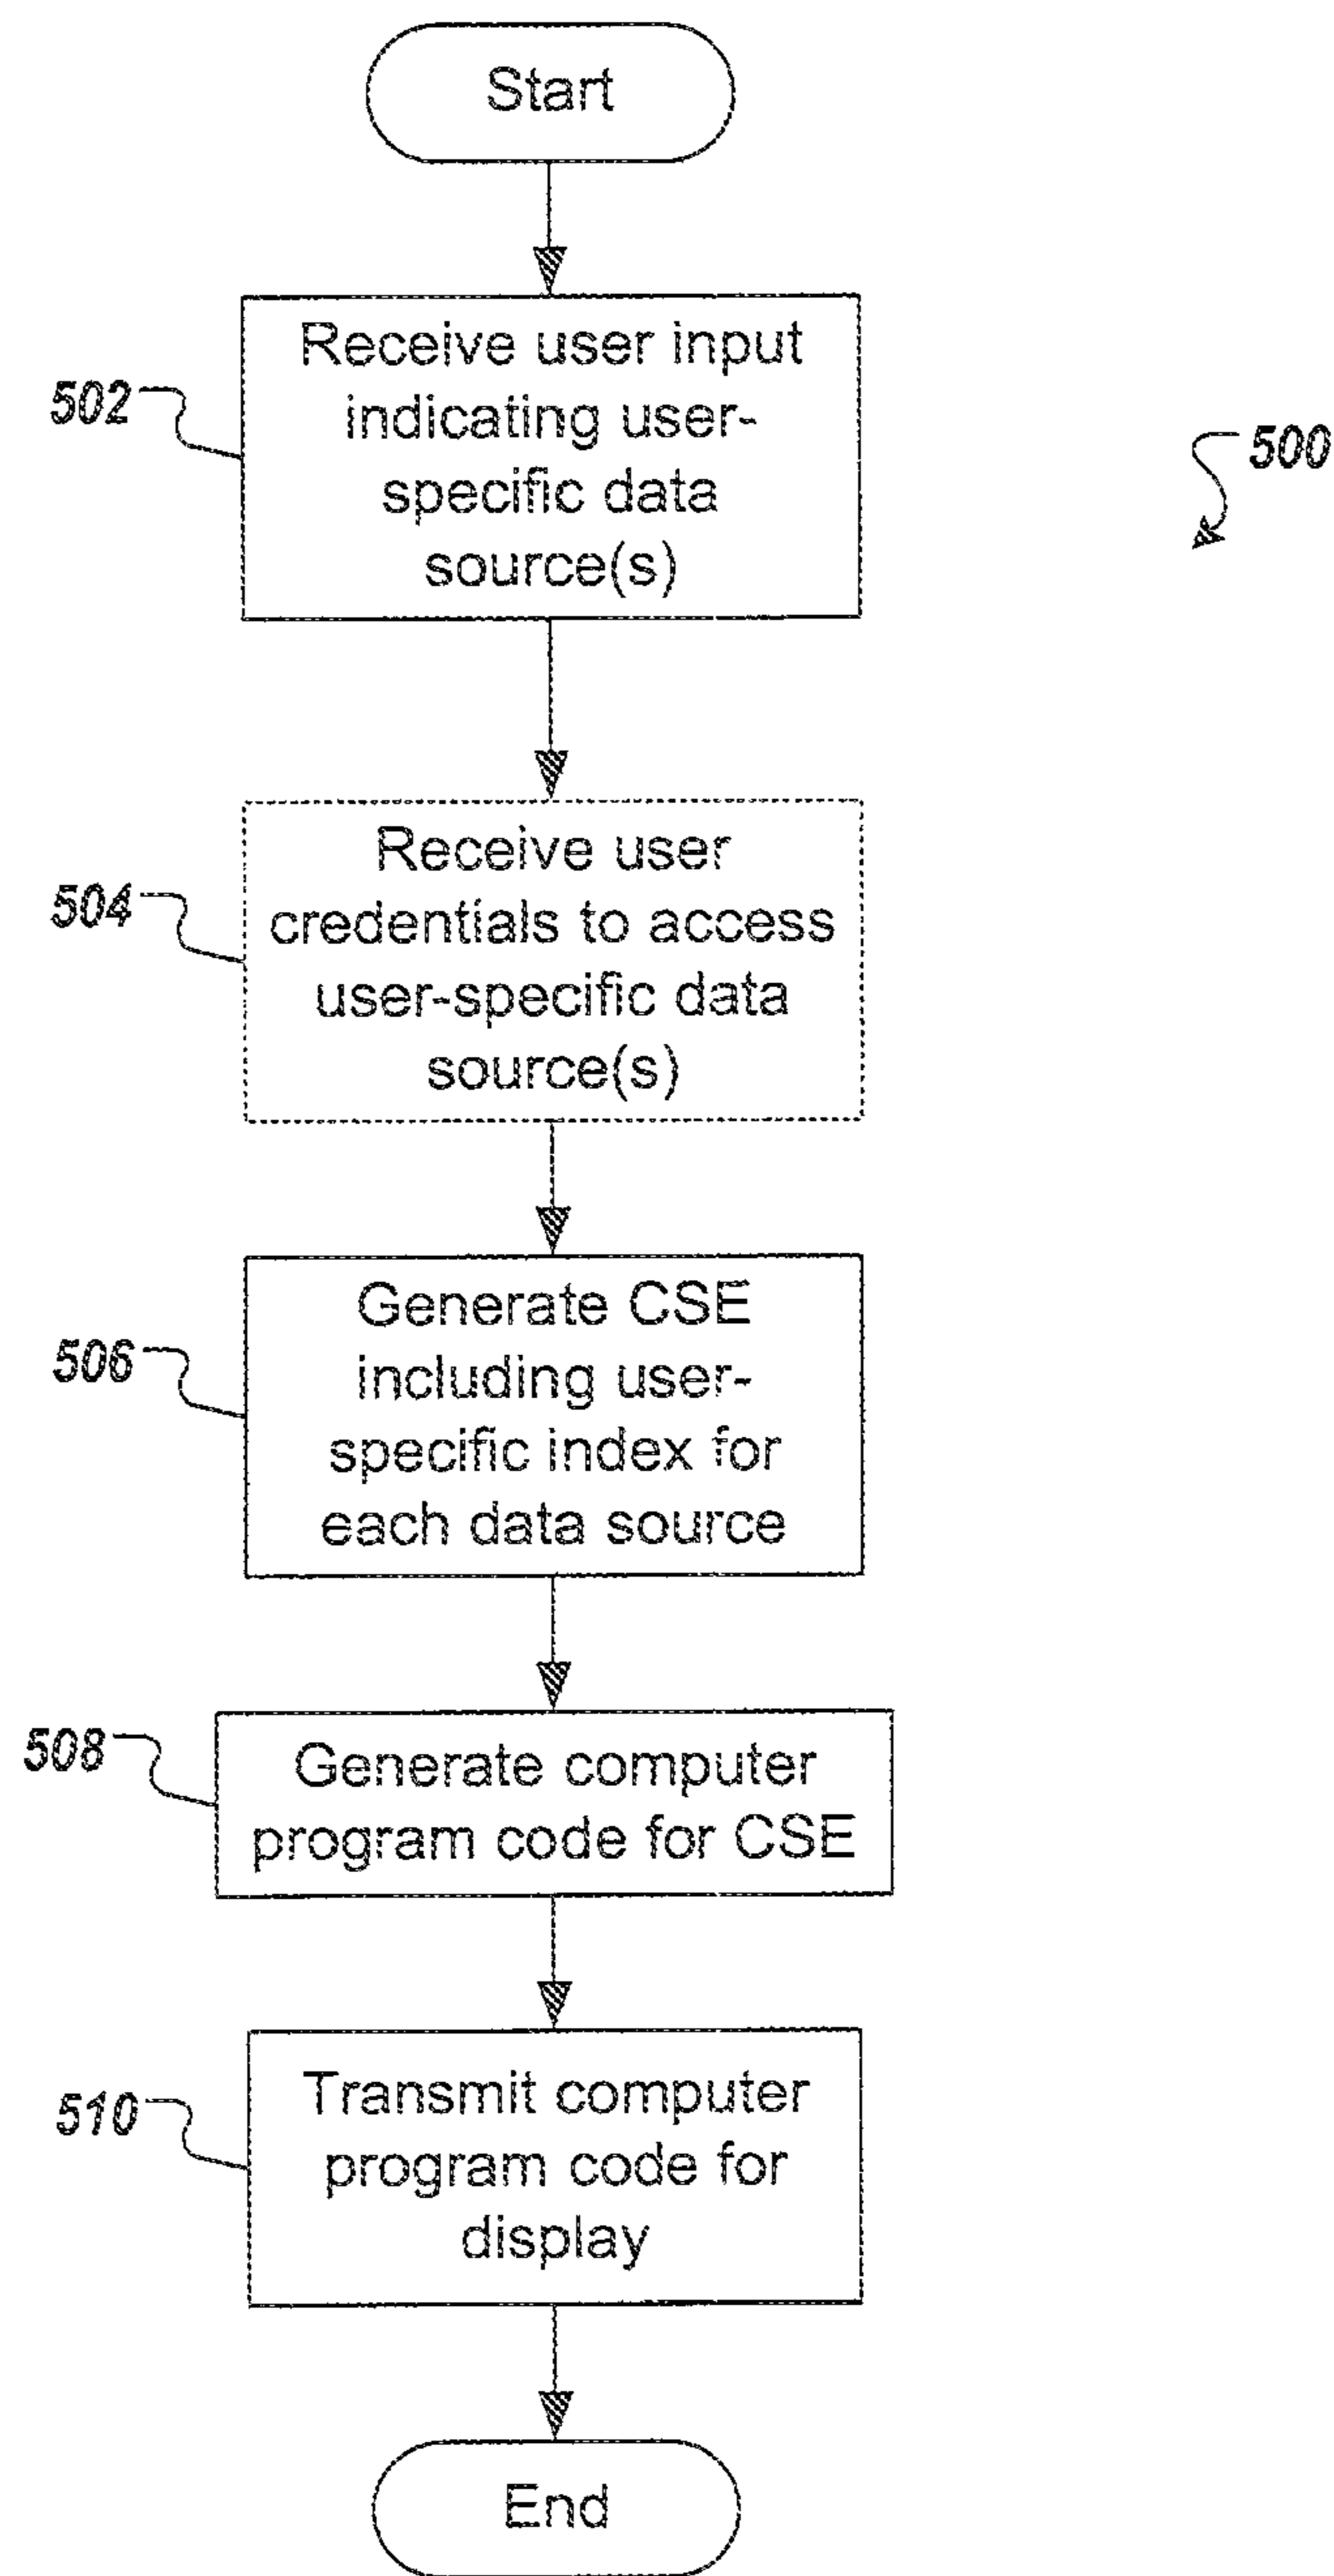 Start
Receive user input
indicating user-
specific data
source(s)
502
500
Receive user
credentials to access
user-specific data
source(s)
504
Generate CSE
including user-
specific index for
each data source
506
Generate computer
program code for CSE
508
Transmit computer
program code for
display
510
End